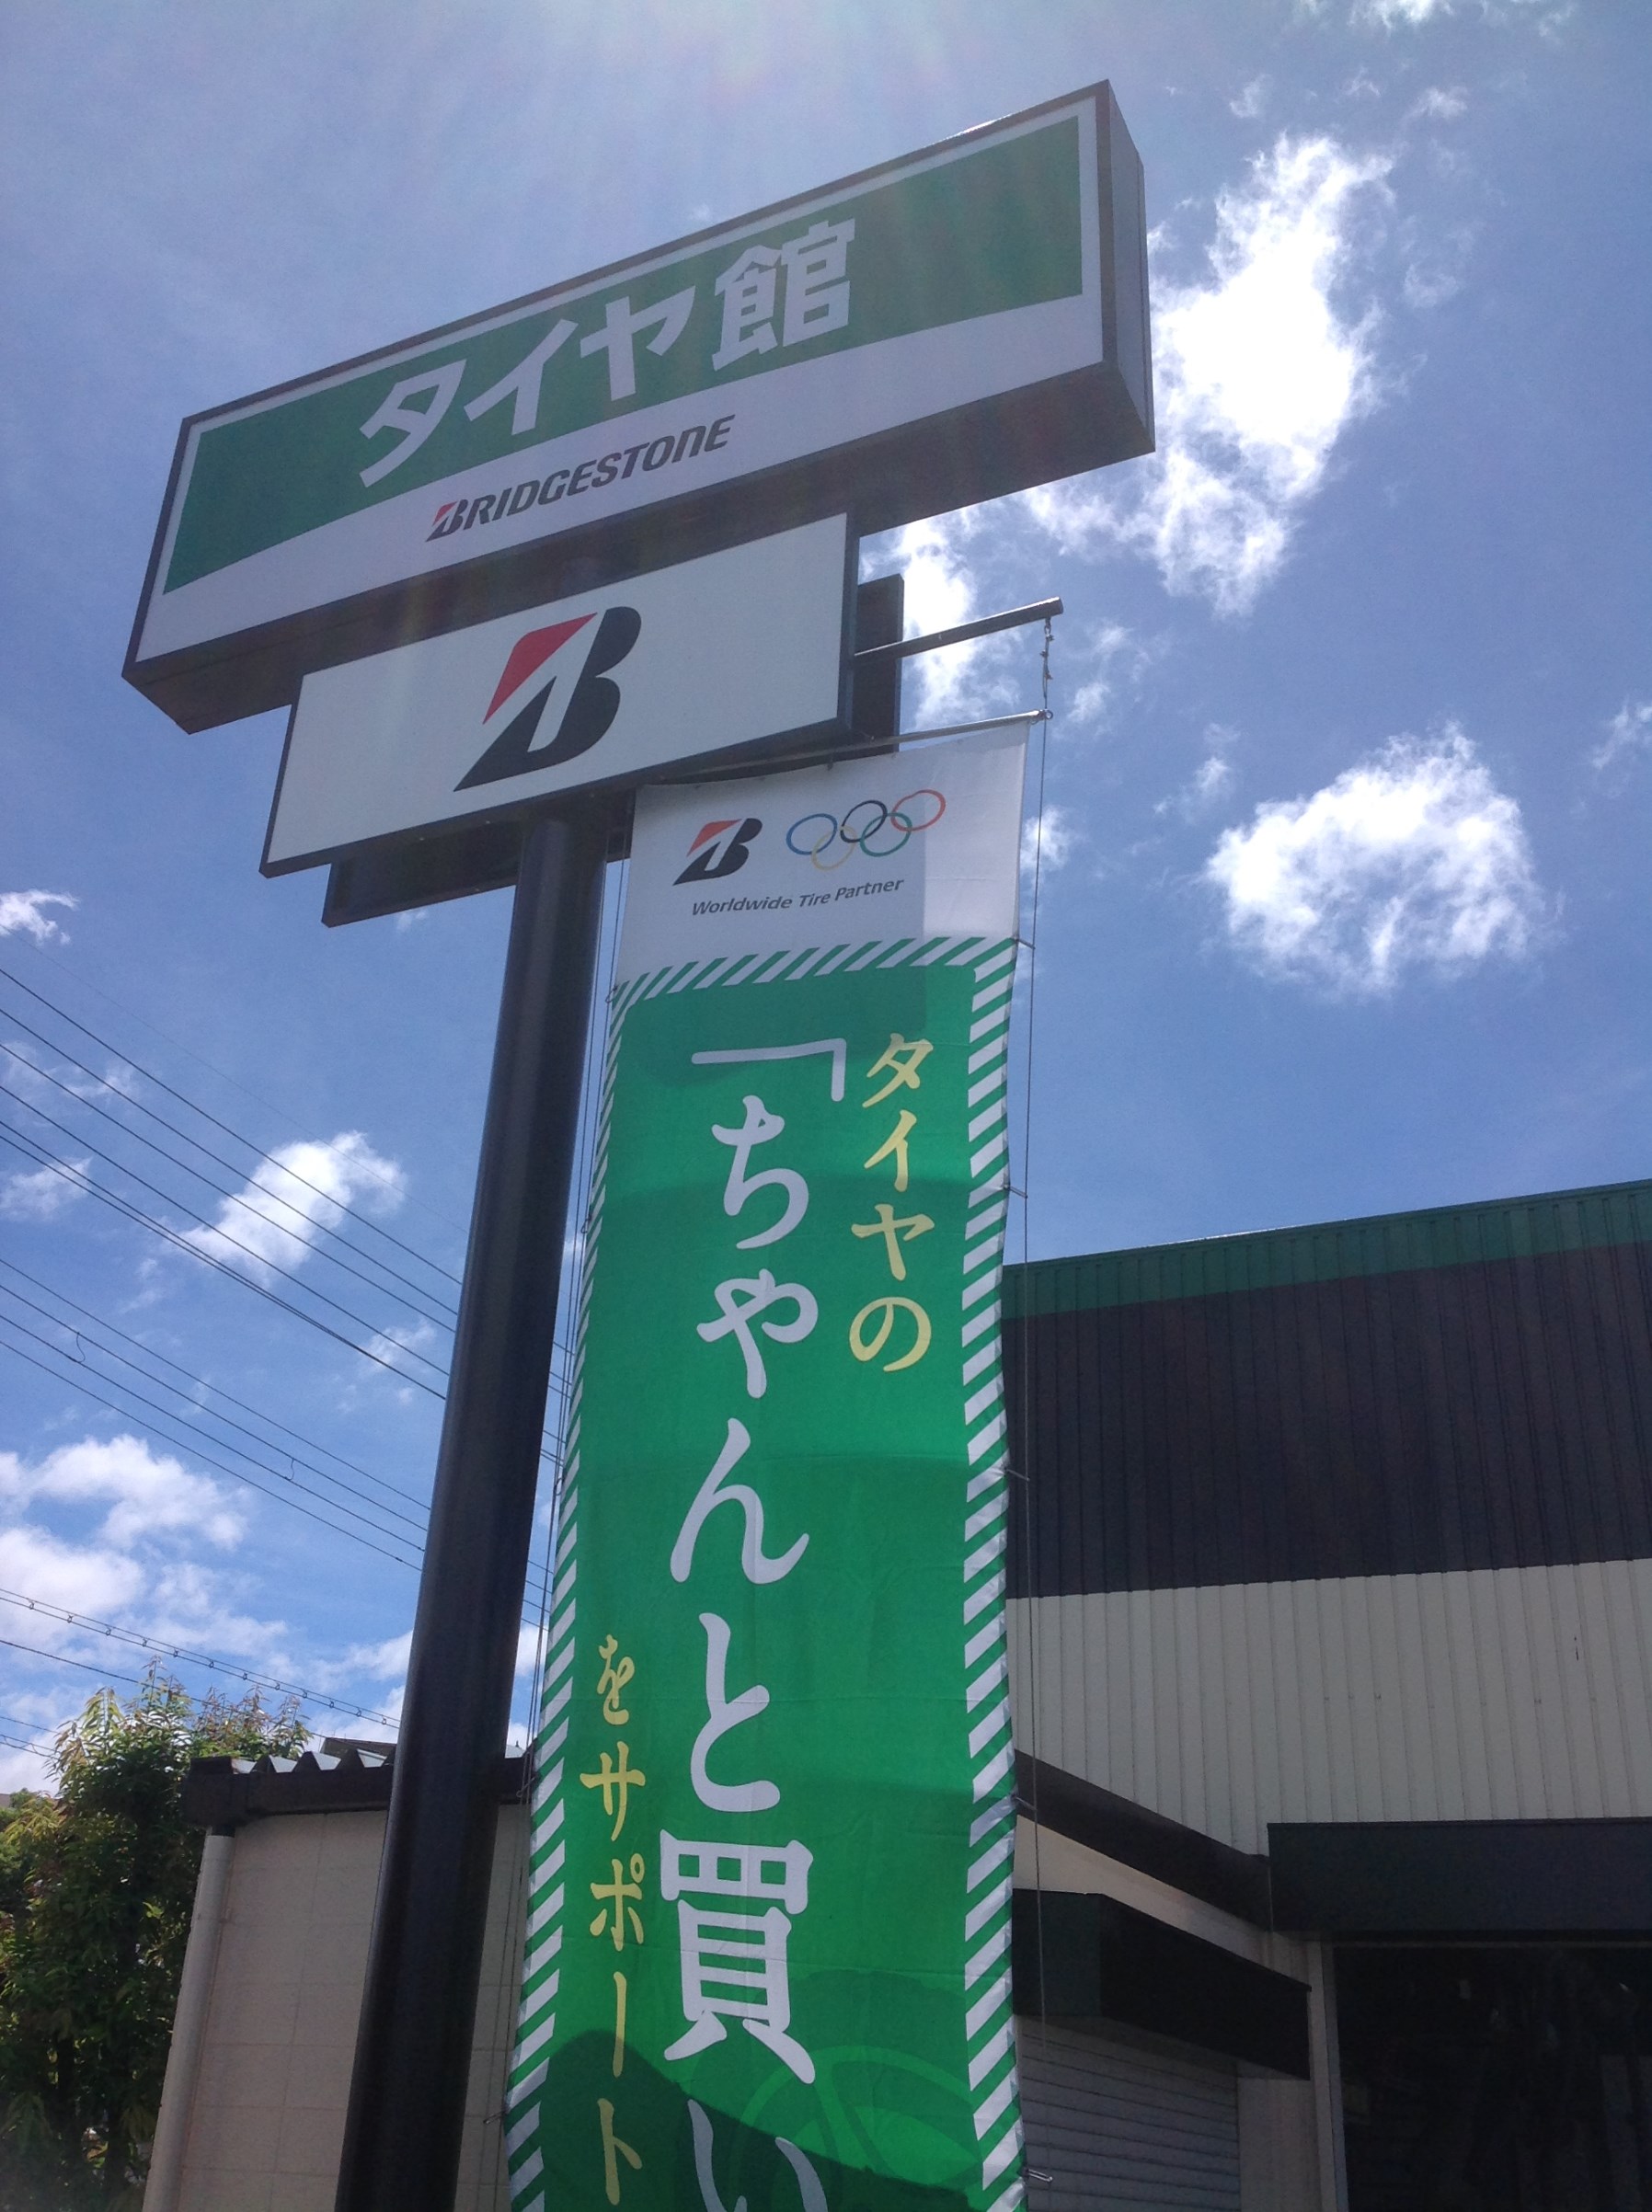 タイヤ館
BRIDGESTONE
B
B
Worldwide Tire Partner
タイヤの
「ちゃんと買い
をサポート